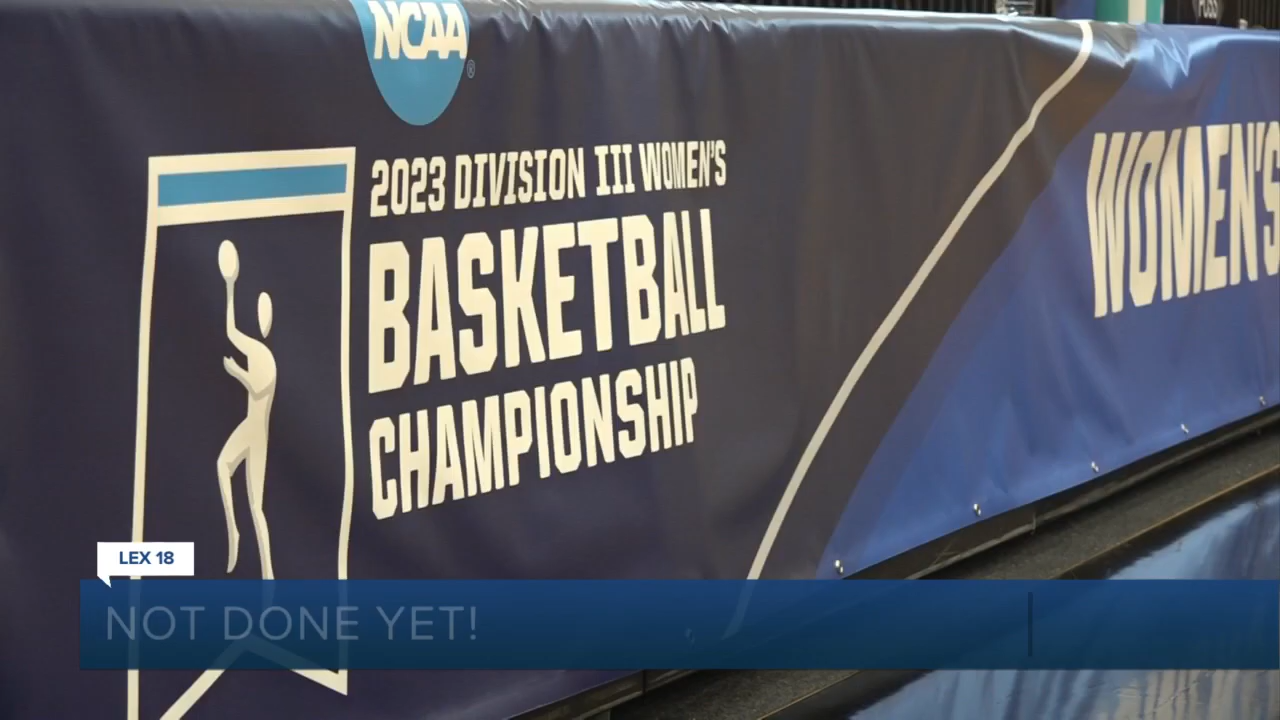 NCAA
®
2023 DIVISION III WOMEN'S
BASKETBALL
CHAMPIONSHIP
WOMEN'S
LEX 18
NOT DONE YET!